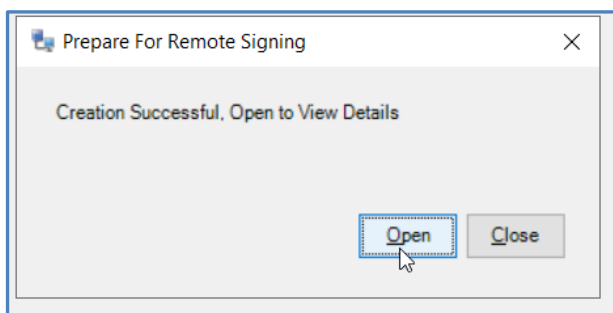 Prepare For Remote Signing
Creation Successful, Open to View Details
Open Close